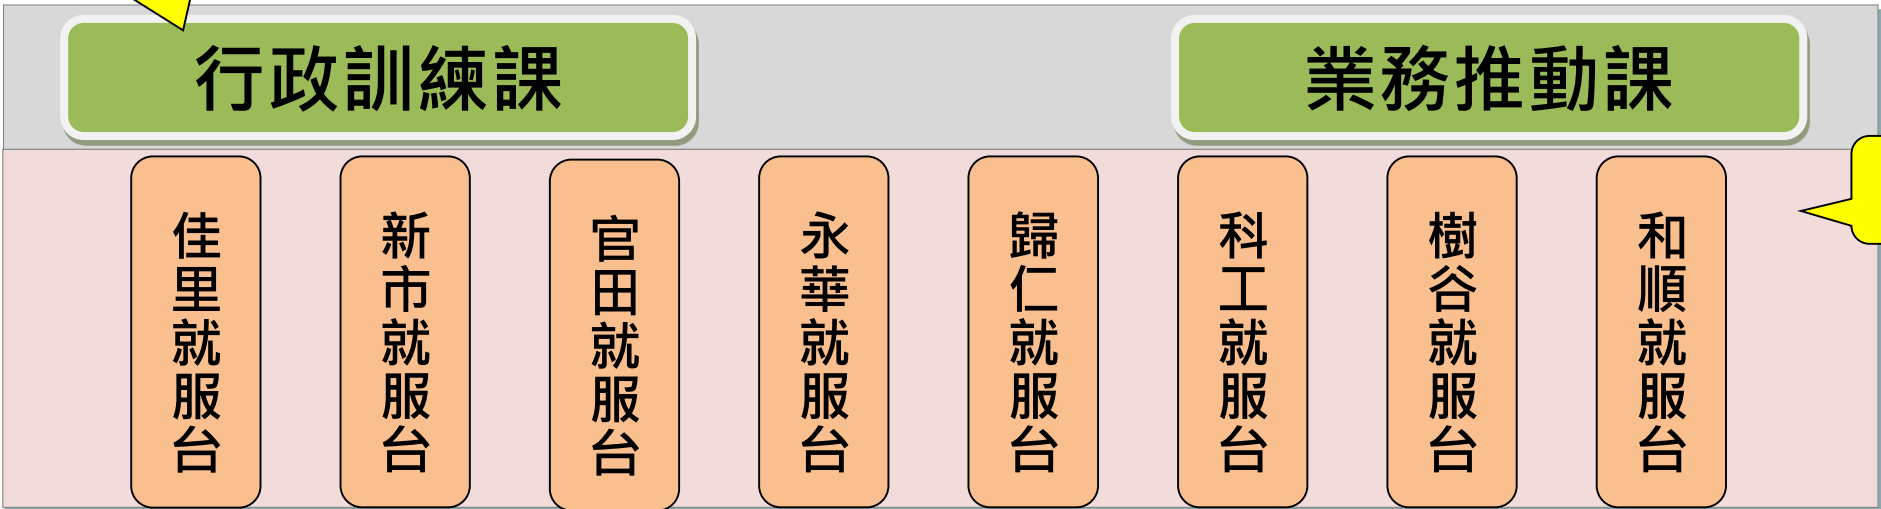 行政訓練課
業務推動課
佳里就服台
新市就服台
官田就服台
永華就服台
歸仁就服台
科工就服台
樹谷就服台
和順就服台